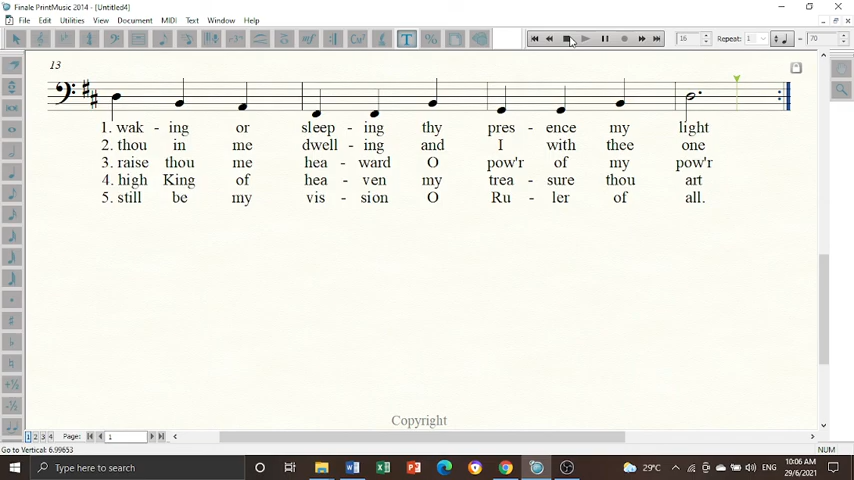 Finale PrintMusic 2014 - [Untitled4]
File Edit Utilities View Document MIDI Text Window Help
16 Repeat: 1 = 70
13
1. wak - ing or sleep - ing thy pres - ence my light
2. thou in me dwell - ing and I with thee one
3. raise thou me hea - ward O pow'r of my pow'r
4. high King of hea - ven my trea - sure thou art
5. still be my vis - sion O Ru - ler of all.
Copyright
1 2 3 4 Page: 1
Go to Vertical: 6.99653
NUM
Type here to search
29°C ENG 10:06 AM
29/6/2021